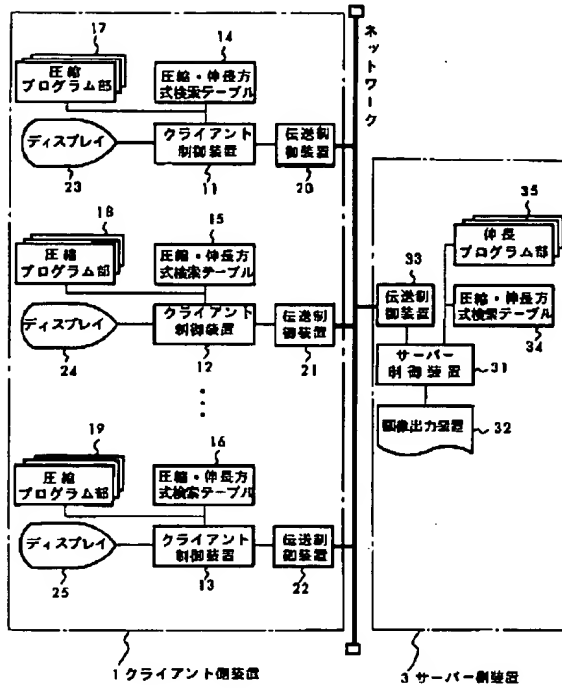 17
圧縮
プログラム部
14
圧縮・伸長方
式検索テーブル
ディスプレイ
23
クライアント
制御装置
11
伝送制
御装置
20
18
圧縮
プログラム部
15
圧縮・伸長方
式検索テーブル
ディスプレイ
24
クライアント
制御装置
12
伝送制
御装置
21
19
圧縮
プログラム部
16
圧縮・伸長方
式検索テーブル
ディスプレイ
25
クライアント
制御装置
13
伝送制
御装置
22
1 クライアント側装置
ネットワーク
35
伸長
プログラム部
33
伝送制
御装置
圧縮・伸長方
式検索テーブル
34
サーバー
制御装置
31
画像出力装置
32
3 サーバー側装置